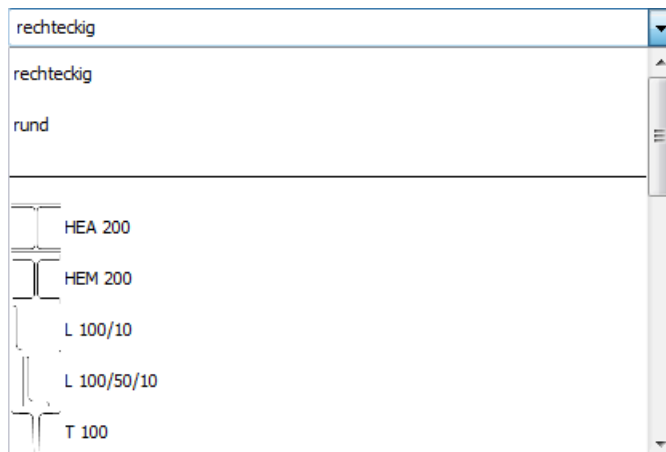 rechteckig
rechteckig
rund
HEA 200
HEM 200
L 100/10
L 100/50/10
T 100